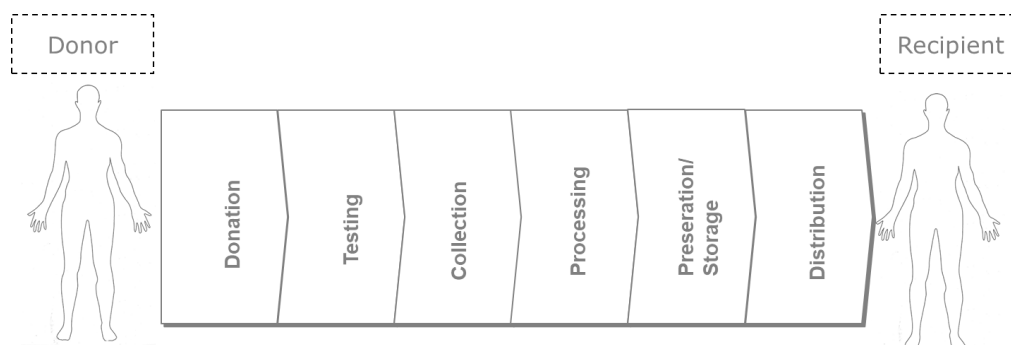 Donor
Recipient
Donation
Testing
Collection
Processing
Preseration/
Storage
Distribution